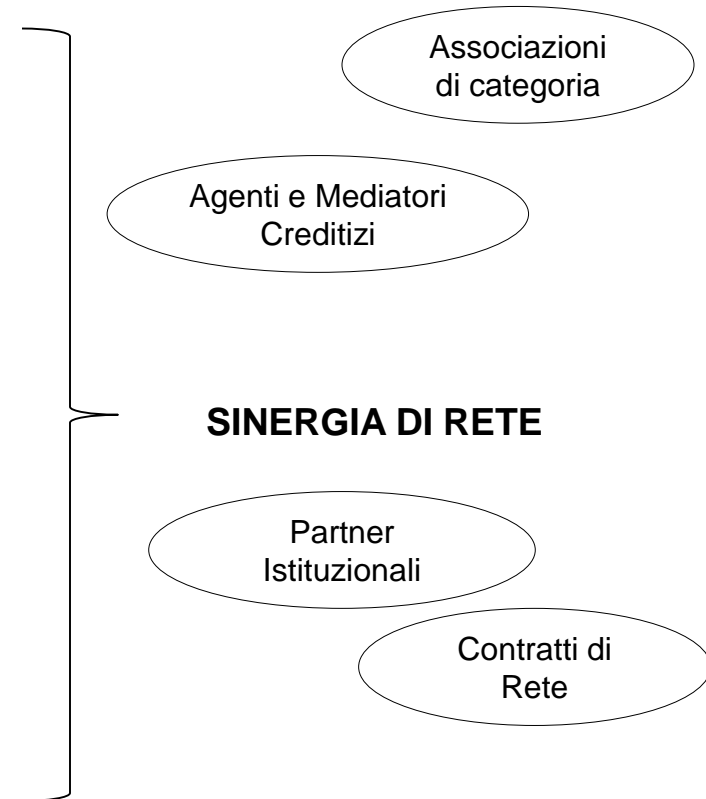 Associazioni
di categoria
Agenti e Mediatori
Creditizi
SINERGIA DI RETE
Partner
Istituzionali
Contratti di
Rete